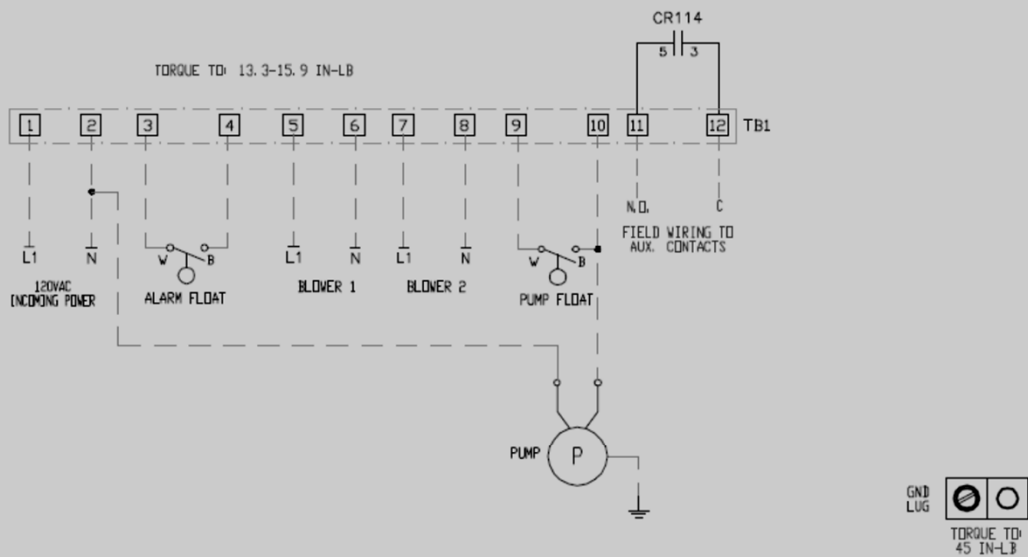 CR114
5 3
TORQUE TO: 13.3-15.9 IN-LB
1 2 3 4 5 6 7 8 9 10 11 12 TB1
N.O. C
FIELD WIRING TO
AUX. CONTACTS
L1 N W B L1 N L1 N W B
120VAC
INCOMING POWER
ALARM FLOAT
BLOWER 1
BLOWER 2
PUMP FLOAT
PUMP
P
GND
LUG
TORQUE TO:
45 IN-LB